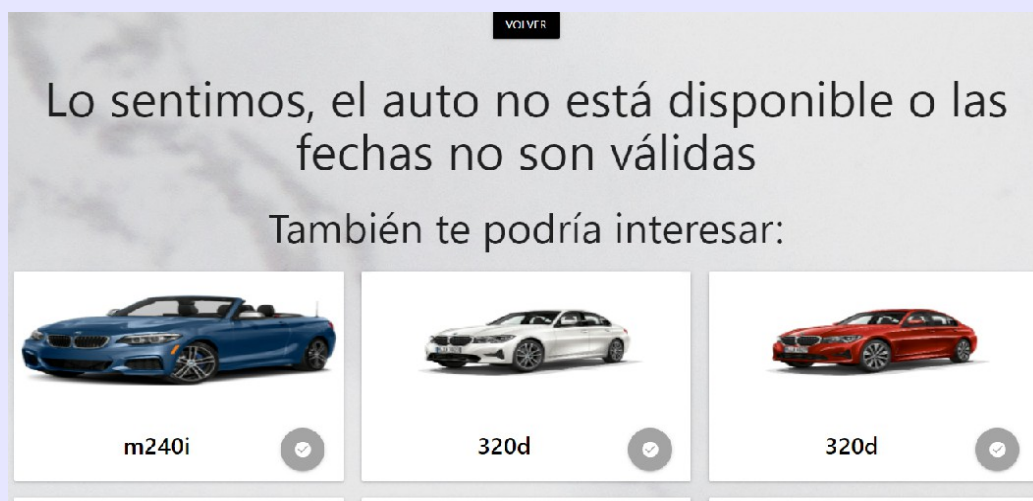 VOLVER
Lo sentimos, el auto no está disponible o las
fechas no son válidas
También te podría interesar:
m240i
320d
320d